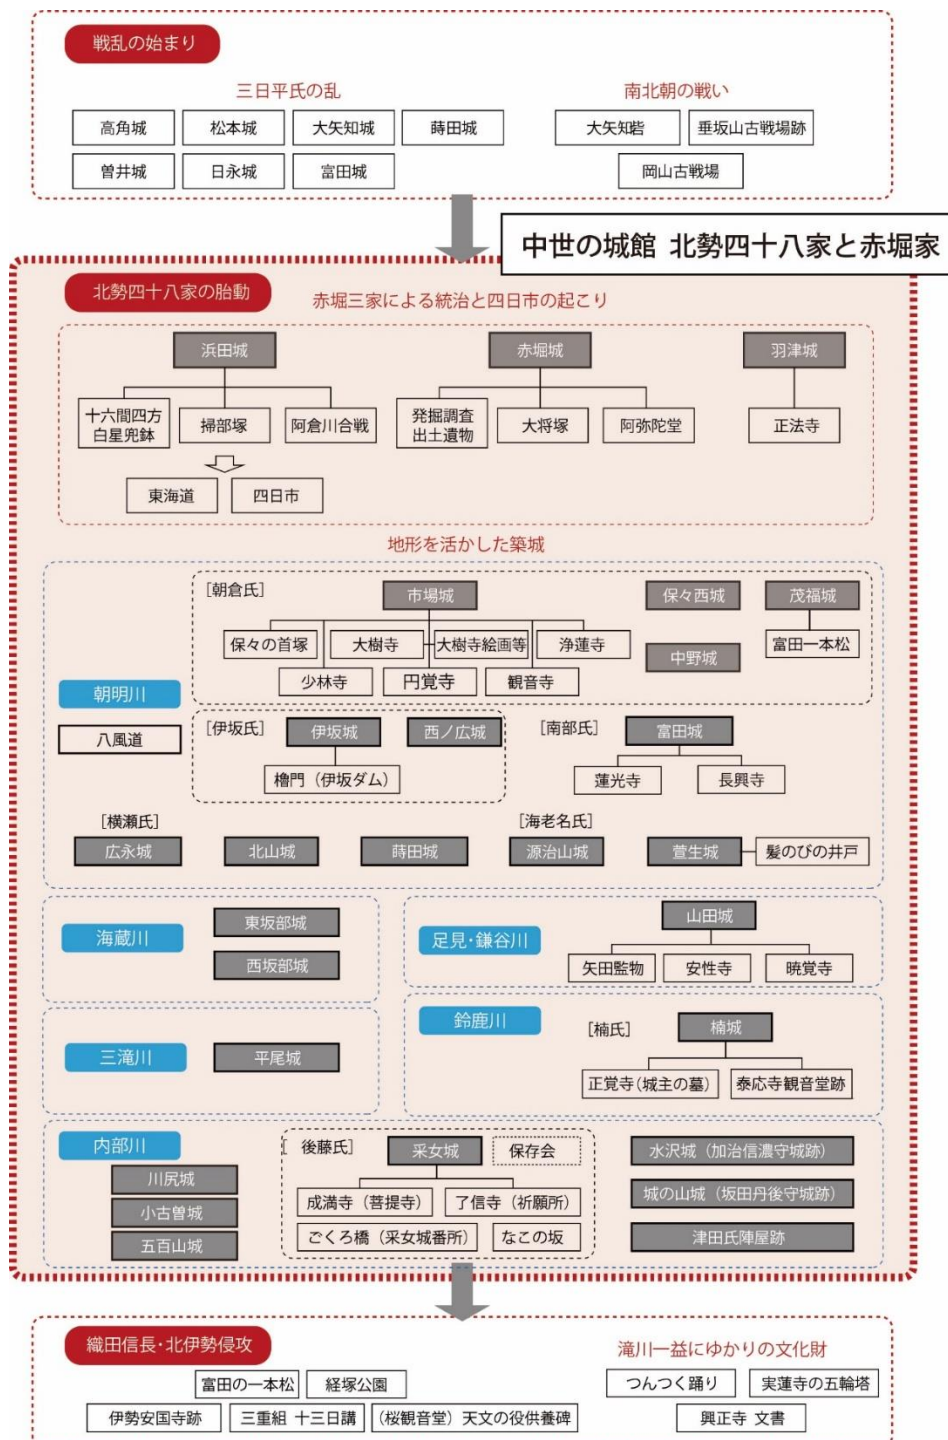 戦乱の始まり
三日平氏の乱
高角城
松本城
大矢知城
蒔田城
曽井城
日永城
富田城
南北朝の戦い
大矢知砦
垂坂山古戦場跡
岡山古戦場
中世の城館 北勢四十八家と赤堀家
北勢四十八家の胎動
赤堀三家による統治と四日市の起こり
浜田城
十六間四方
白星兜鉢
掃部塚
阿倉川合戦
東海道
四日市
赤堀城
発掘調査
出土遺物
大将塚
阿弥陀堂
羽津城
正法寺
地形を活かした築城
朝明川
八風道
[朝倉氏]
市場城
保々の首塚
大樹寺
大樹寺絵画等
浄蓮寺
少林寺
円覚寺
観音寺
保々西城
中野城
茂福城
富田一本松
[伊坂氏]
伊坂城
西ノ広城
櫓門（伊坂ダム）
[南部氏]
富田城
蓮光寺
長興寺
[横瀬氏]
広永城
北山城
蒔田城
[海老名氏]
源治山城
萱生城
髪のびの井戸
海蔵川
東坂部城
西坂部城
足見・鎌谷川
山田城
矢田監物
安性寺
暁覚寺
三滝川
平尾城
鈴鹿川
[楠氏]
楠城
正覚寺（城主の墓）
泰応寺観音堂跡
内部川
川尻城
小古曽城
五百山城
[ 後藤氏]
采女城
保存会
成満寺（菩提寺）
了信寺（祈願所）
ごくろ橋（采女城番所）
なこの坂
水沢城（加治信濃守城跡）
城の山城（坂田丹後守城跡）
津田氏陣屋跡
織田信長・北伊勢侵攻
富田の一本松
経塚公園
伊勢安国寺跡
三重組 十三日講
（桜観音堂）天文の役供養碑
滝川一益にゆかりの文化財
つんつく踊り
実蓮寺の五輪塔
興正寺 文書